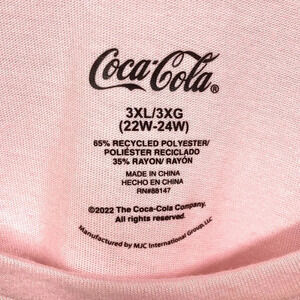 Coca-Cola®
3XL/3XG
(22W-24W)
65% RECYCLED POLYESTER/
POLIÉSTER RECICLADO
35% RAYON/ RAYÓN
MADE IN CHINA
HECHO EN CHINA
RN#88147
©2022 The Coca-Cola Company.
All rights reserved.
Manufactured by MJC International Group, LLC